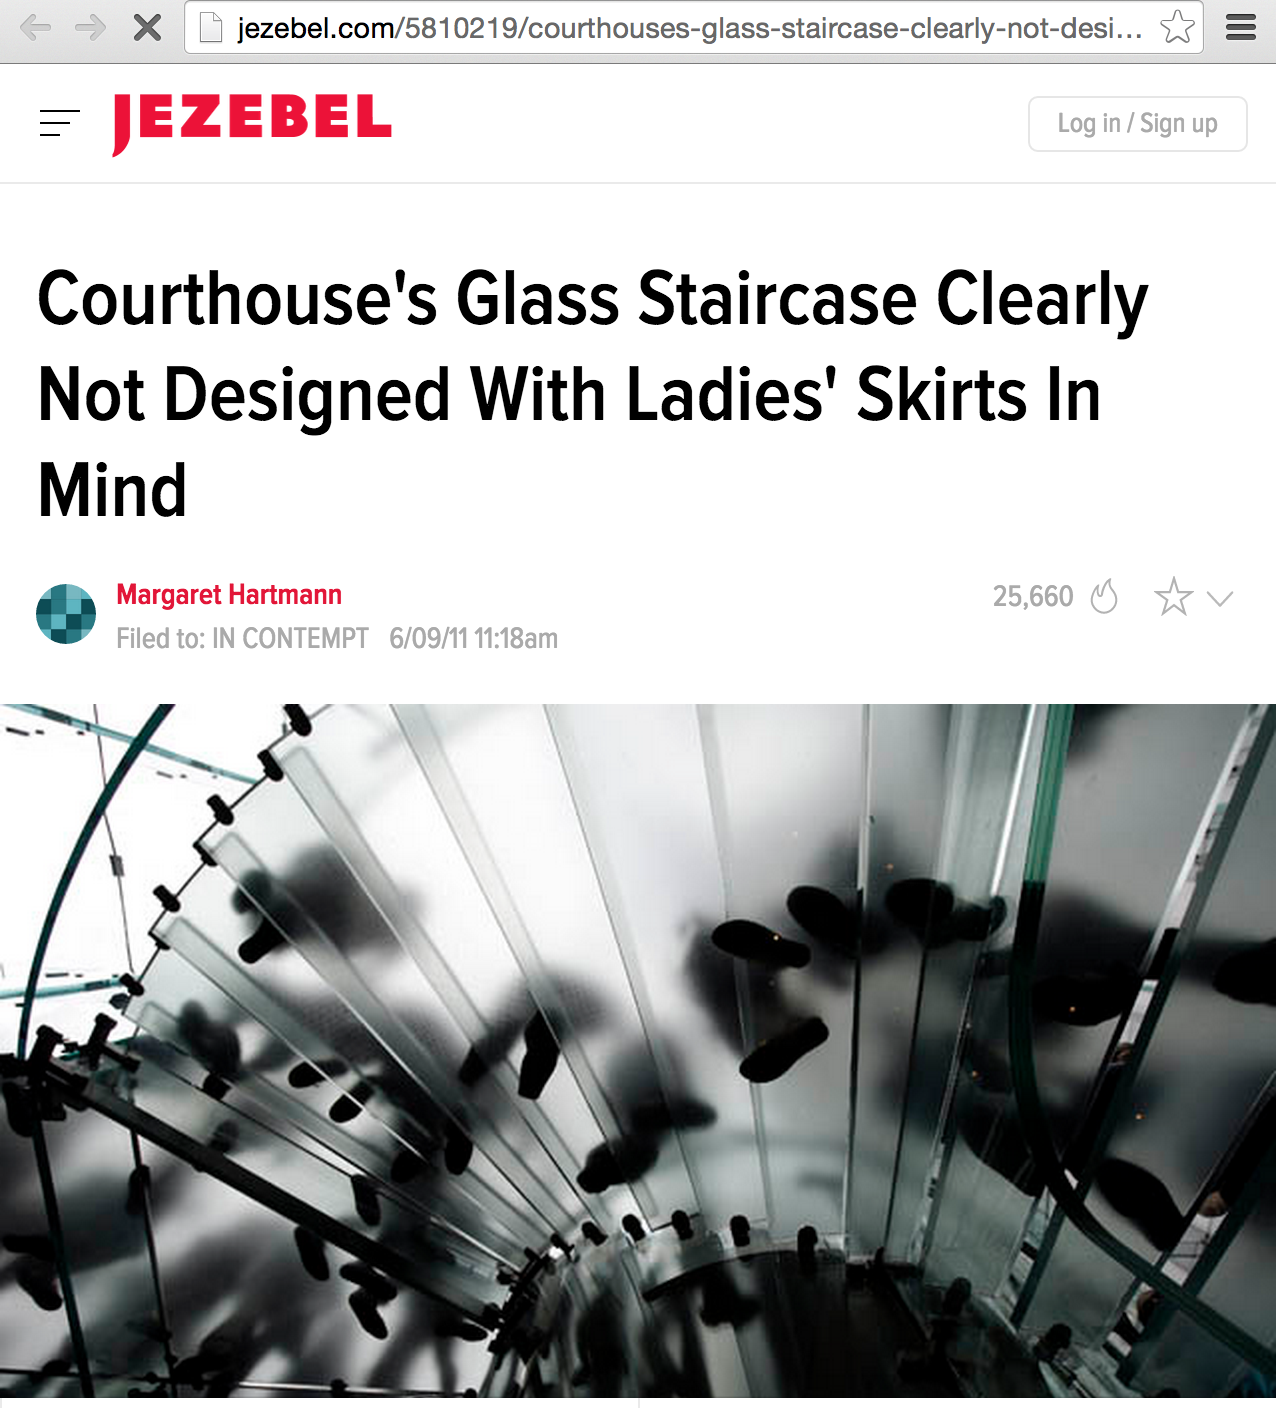 jezebel.com/5810219/courthouses-glass-staircase-clearly-not-desi...
JEZEBEL
Log in / Sign up
Courthouse's Glass Staircase Clearly
Not Designed With Ladies' Skirts In
Mind
Margaret Hartmann
25,660
Filed to: IN CONTEMPT 6/09/11 11:18am